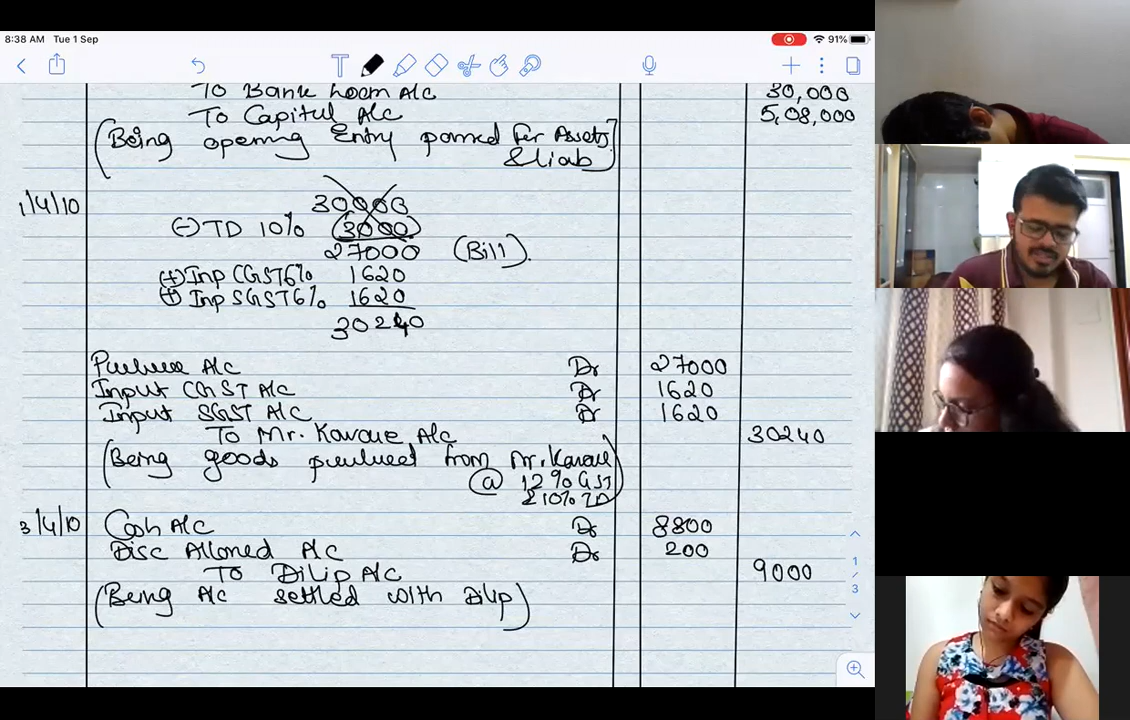 8:38 AM Tue 1 Sep 91%
To Bank Loan A/c 30,000
To Capital A/c 5,08,000
(Being opening Entry passed for Assets
& liab)
1/4/10 30000
(-) TD 10% (3000)
27000 (Bill).
(+) Inp CGST 6% 1620
(+) Inp SGST 6% 1620
30240
Purchase A/c Dr 27000
Input CGST A/c Dr 1620
Input SGST A/c Dr 1620
To Mr. A/c 30240
(Being goods purchased from Mr.
@ 12% GST
& 10% TD)
3/4/10 Cash A/c Dr 8800
Disc Allowed A/c Dr 200
To Dilip A/c 9000
(Being A/c settled with Dilip)
1
/
3